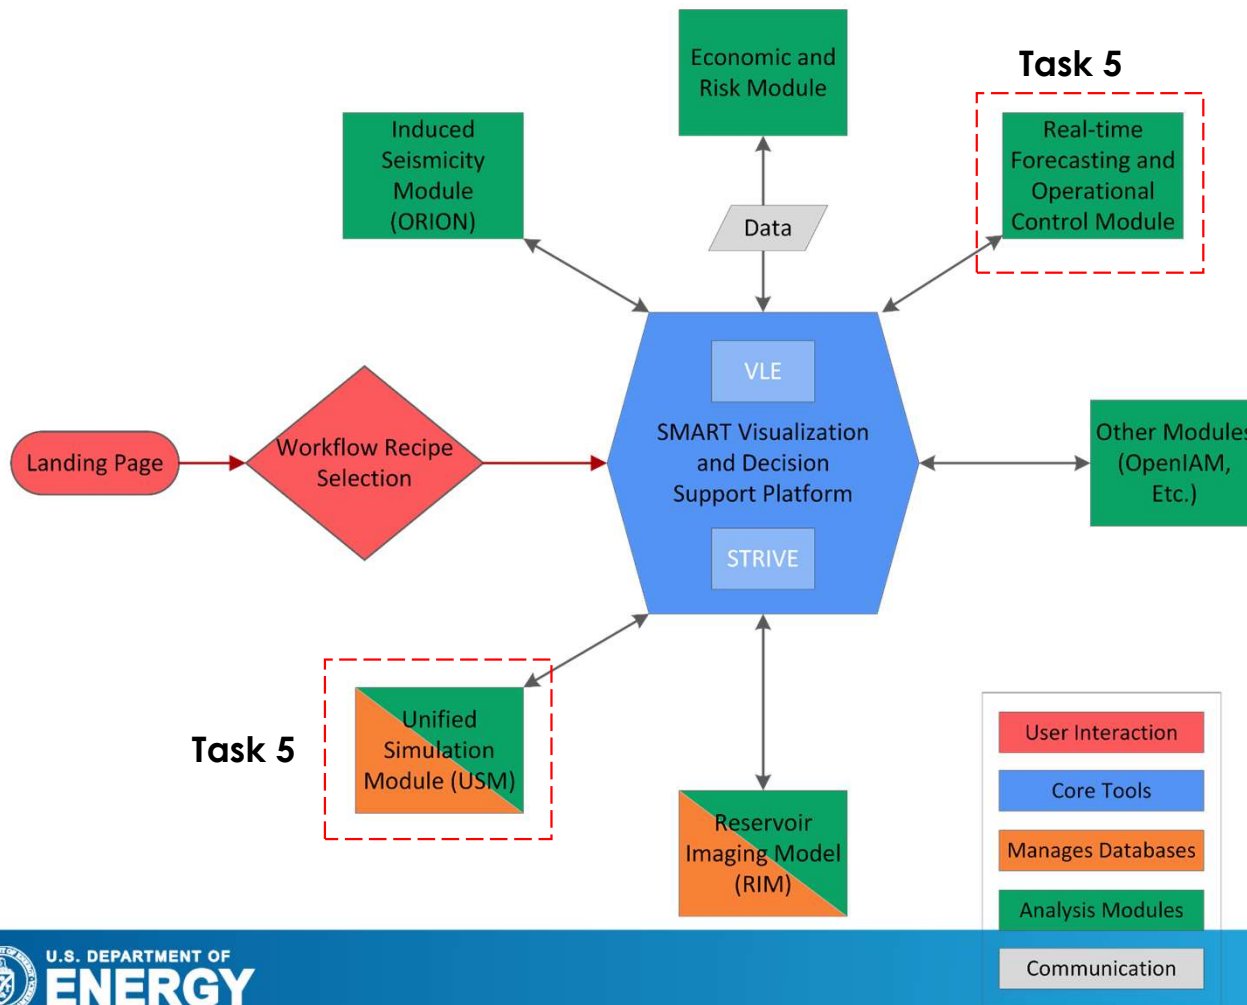 Economic and
Risk Module
Task 5
Induced
Seismicity
Module
(ORION)
Real-time
Forecasting and
Operational
Control Module
Data
VLE
SMART Visualization
and Decision
Support Platform
STRIVE
Landing Page
Workflow Recipe
Selection
Other Modules
(OpenIAM,
Etc.)
Task 5
Unified
Simulation
Module (USM)
Reservoir
Imaging Model
(RIM)
User Interaction
Core Tools
Manages Databases
Analysis Modules
Communication
U.S. DEPARTMENT OF
ENERGY